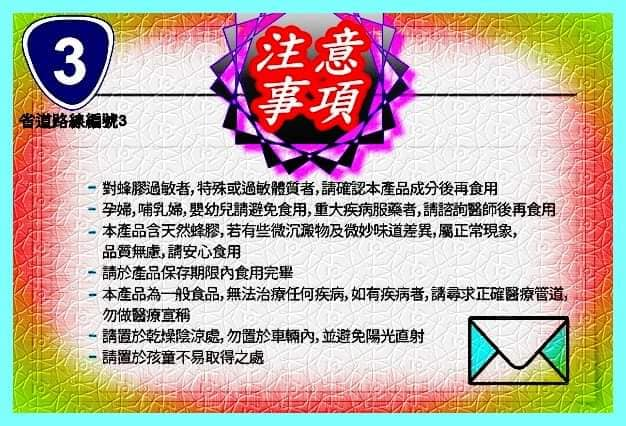 3
省道路線編號3
注意
事項
- 對蜂膠過敏者,特殊或過敏體質者,請確認本產品成分後再食用
- 孕婦,哺乳婦,嬰幼兒請避免食用,重大疾病服藥者,請諮詢醫師後再食用
- 本產品含天然蜂膠,若有些微沉澱物及微妙味道差異,屬正常現象,
品質無慮,請安心食用
- 請於產品保存期限內食用完畢
- 本產品為一般食品,無法治療任何疾病,如有疾病者,請尋求正確醫療管道,
勿做醫療宣稱
- 請置於乾燥陰涼處,勿置於車輛內,並避免陽光直射
- 請置於孩童不易取得之處